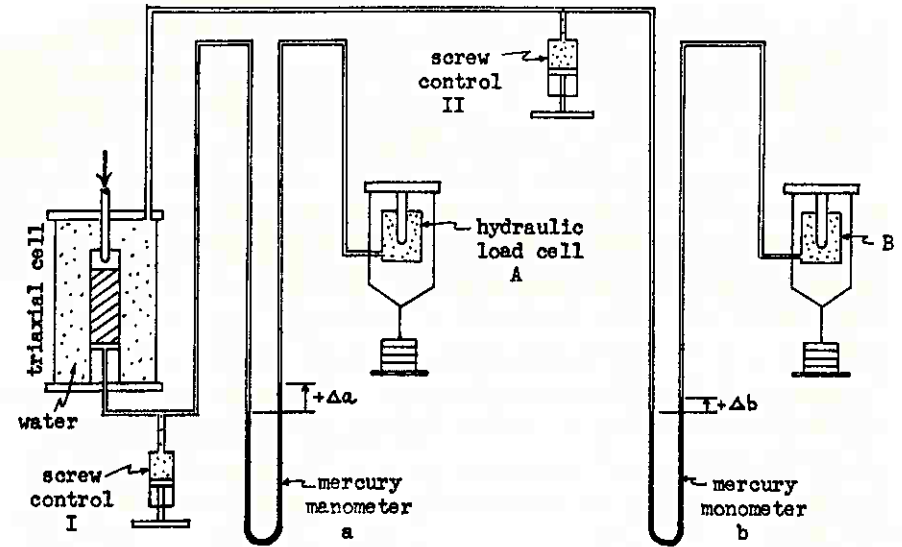 screw
control
II
hydraulic
load cell
A
B
triaxial cell
water
+Δa
+Δb
screw
control
I
mercury
manometer
a
mercury
monometer
b